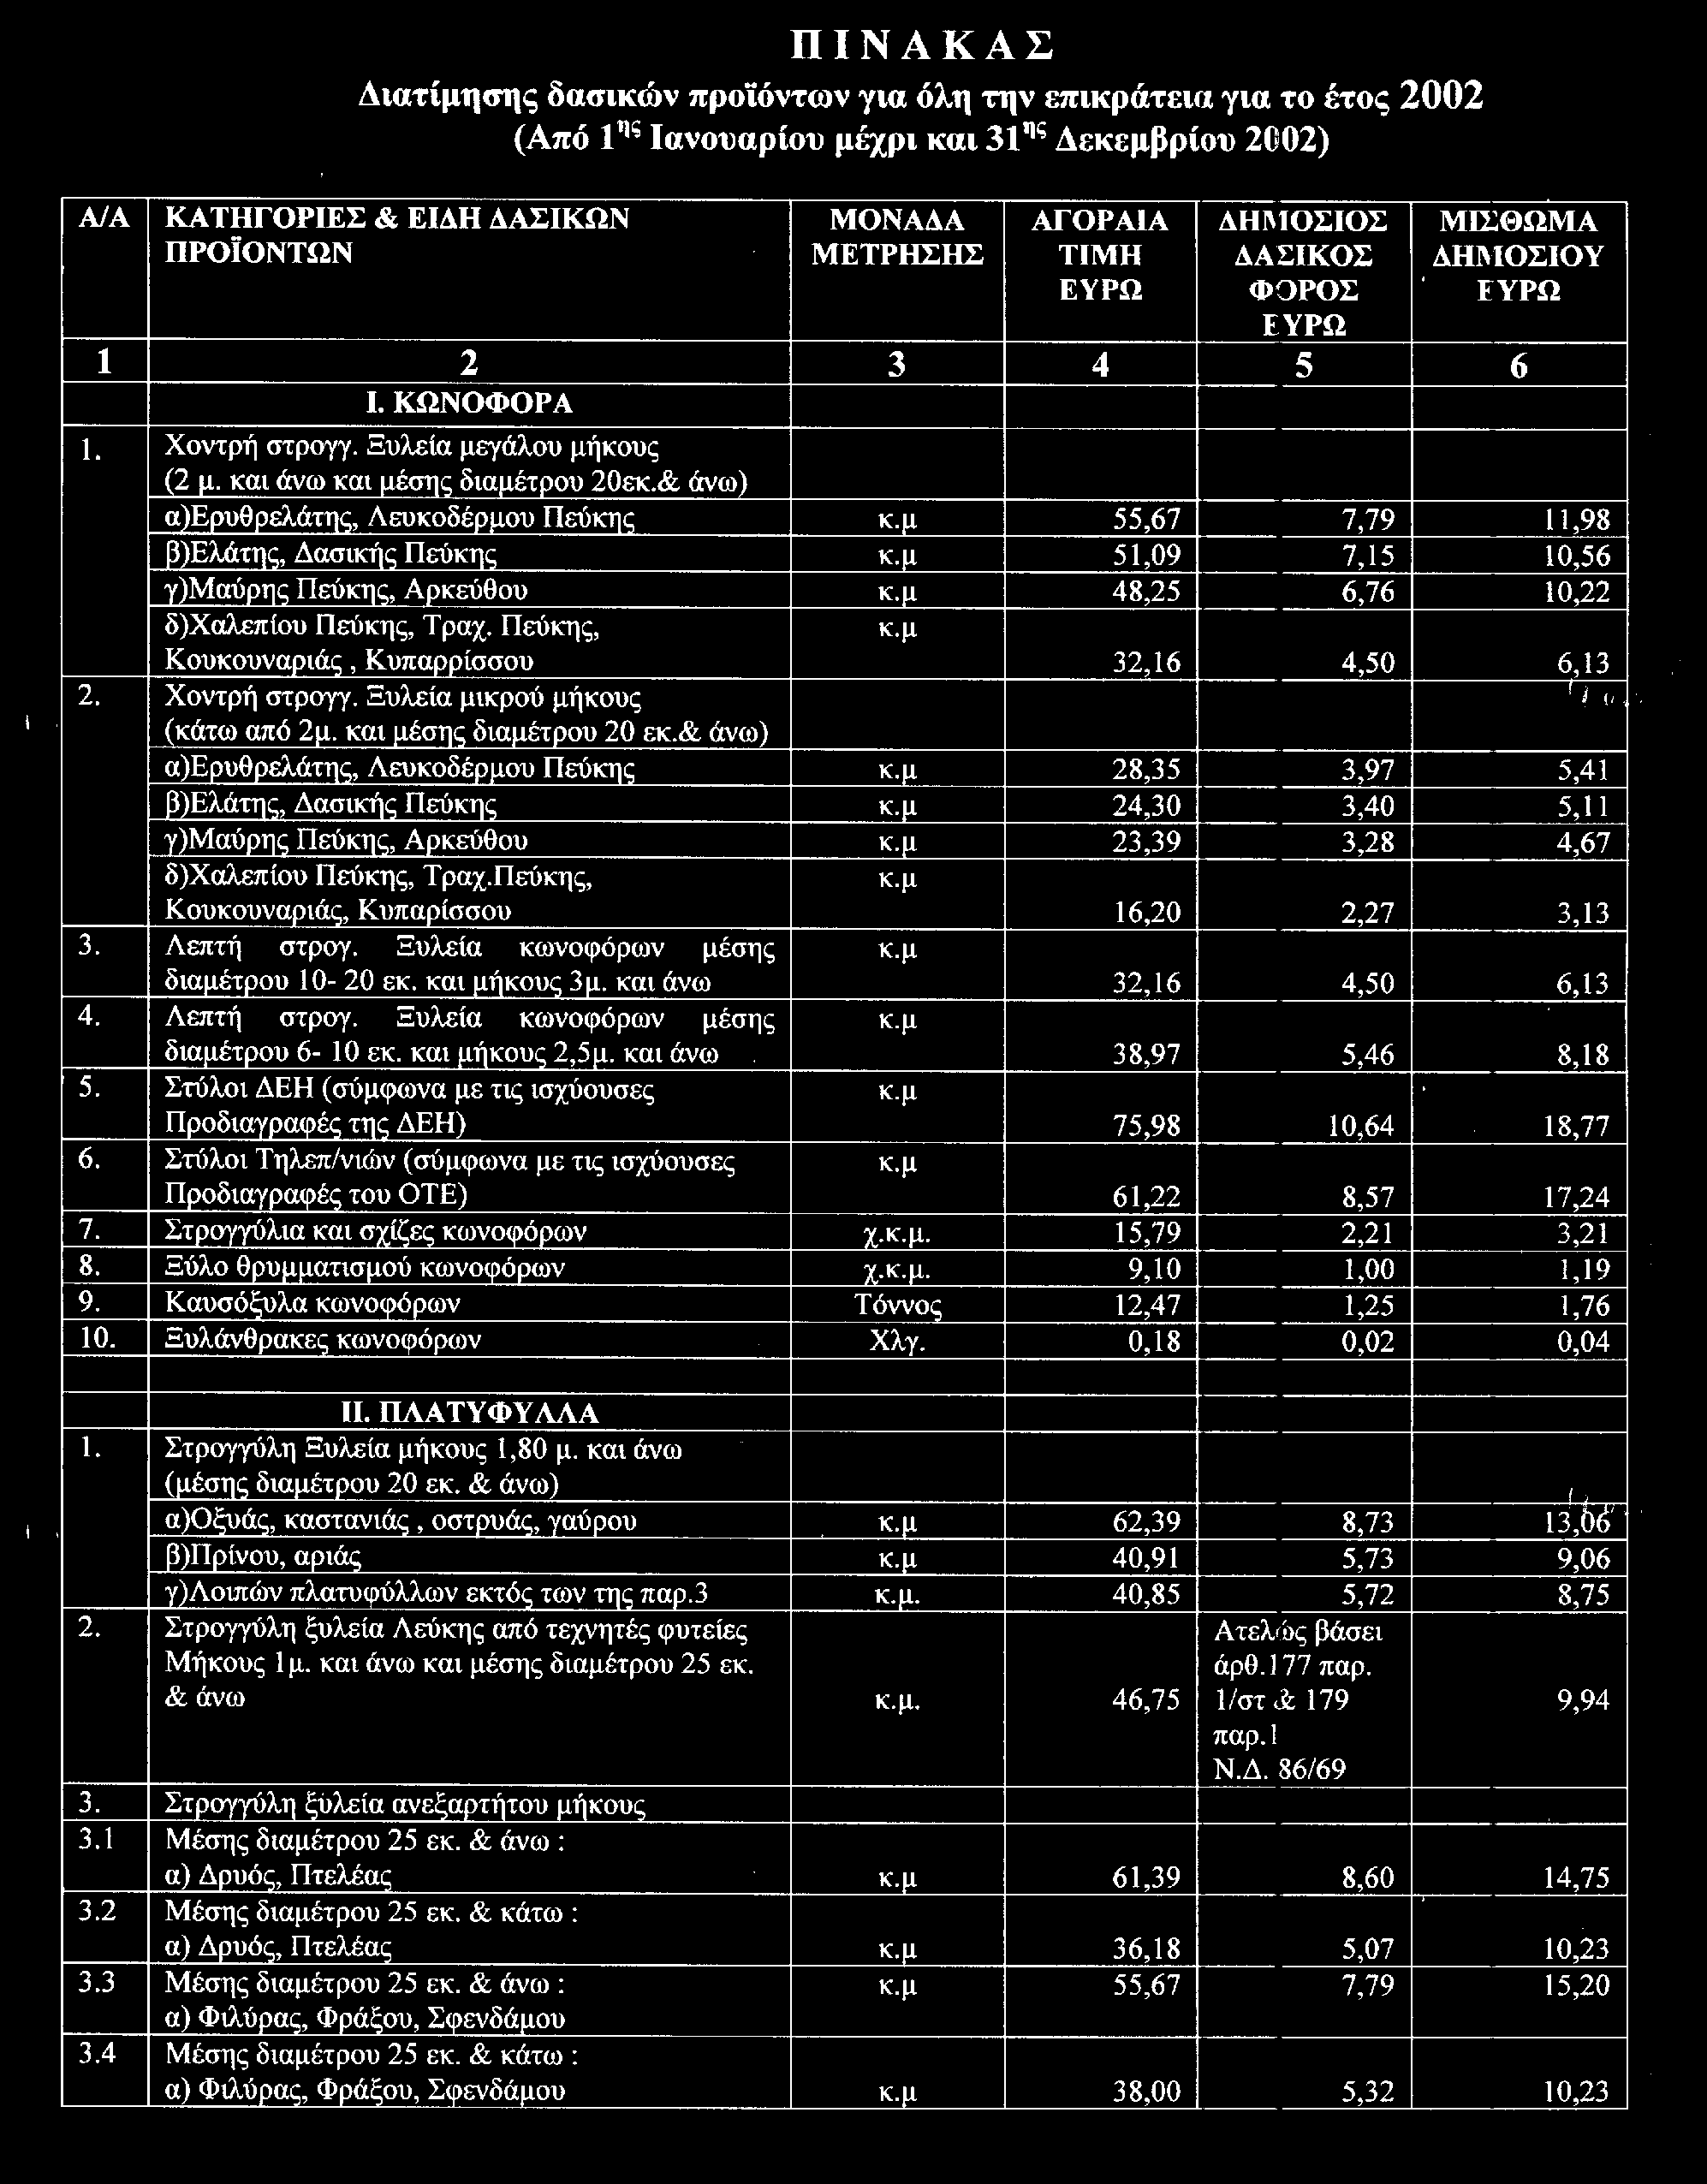 ΠΙΝΑΚΑΣ
Διατίμησης δασικών προϊόντων για όλη την επικράτεια για το έτος 2002
(Από 1ης Ιανουαρίου μέχρι και 31ης Δεκεμβρίου 2002)
Α/Α ΚΑΤΗΓΟΡΙΕΣ & ΕΙΔΗ ΔΑΣΙΚΩΝ ΜΟΝΑΔΑ ΑΓΟΡΑΙΑ ΔΗΜΟΣΙΟΣ ΜΙΣΘΩΜΑ
ΠΡΟΪΟΝΤΩΝ ΜΕΤΡΗΣΗΣ ΤΙΜΗ ΔΑΣΙΚΟΣ ΔΗΜΟΣΙΟΥ
ΕΥΡΩ ΦΟΡΟΣ ΕΥΡΩ
ΕΥΡΩ
1 2 3 4 5 6
Ι. ΚΩΝΟΦΟΡΑ
1. Χοντρή στρογγ. Ξυλεία μεγάλου μήκους
(2 μ. και άνω και μέσης διαμέτρου 20εκ.& άνω)
α)Ερυθρελάτης, Λευκοδέρμου Πεύκης κ.μ 55,67 7,79 11,98
β)Ελάτης, Δασικής Πεύκης κ.μ 51,09 7,15 10,56
γ)Μαύρης Πεύκης, Αρκεύθου κ.μ 48,25 6,76 10,22
δ)Χαλεπίου Πεύκης, Τραχ. Πεύκης, κ.μ
Κουκουναριάς , Κυπαρρίσσου 32,16 4,50 6,13
2. Χοντρή στρογγ. Ξυλεία μικρού μήκους
(κάτω από 2μ. και μέσης διαμέτρου 20 εκ.& άνω)
α)Ερυθρελάτης, Λευκοδέρμου Πεύκης κ.μ 28,35 3,97 5,41
β)Ελάτης, Δασικής Πεύκης κ.μ 24,30 3,40 5,11
γ)Μαύρης Πεύκης, Αρκεύθου κ.μ 23,39 3,28 4,67
δ)Χαλεπίου Πεύκης, Τραχ.Πεύκης, κ.μ
Κουκουναριάς, Κυπαρίσσου 16,20 2,27 3,13
3. Λεπτή στρογ. Ξυλεία κωνοφόρων μέσης κ.μ
διαμέτρου 10- 20 εκ. και μήκους 3μ. και άνω 32,16 4,50 6,13
4. Λεπτή στρογ. Ξυλεία κωνοφόρων μέσης κ.μ
διαμέτρου 6- 10 εκ. και μήκους 2,5μ. και άνω 38,97 5,46 8,18
5. Στύλοι ΔΕΗ (σύμφωνα με τις ισχύουσες κ.μ
Προδιαγραφές της ΔΕΗ) 75,98 10,64 18,77
6. Στύλοι Τηλεπ/νιών (σύμφωνα με τις ισχύουσες κ.μ
Προδιαγραφές του ΟΤΕ) 61,22 8,57 17,24
7. Στρογγύλια και σχίζες κωνοφόρων χ.κ.μ. 15,79 2,21 3,21
8. Ξύλο θρυμματισμού κωνοφόρων χ.κ.μ. 9,10 1,00 1,19
9. Καυσόξυλα κωνοφόρων Τόννος 12,47 1,25 1,76
10. Ξυλάνθρακες κωνοφόρων Χλγ. 0,18 0,02 0,04
ΙΙ. ΠΛΑΤΥΦΥΛΛΑ
1. Στρογγύλη Ξυλεία μήκους 1,80 μ. και άνω
(μέσης διαμέτρου 20 εκ. & άνω)
α)Οξυάς, καστανιάς , οστρυάς, γαύρου κ.μ 62,39 8,73 13,06
β)Πρίνου, αριάς κ.μ 40,91 5,73 9,06
γ)Λοιπών πλατυφύλλων εκτός των της παρ.3 κ.μ. 40,85 5,72 8,75
2. Στρογγύλη ξυλεία Λεύκης από τεχνητές φυτείες Ατελώς βάσει
Μήκους 1μ. και άνω και μέσης διαμέτρου 25 εκ. άρθ.177 παρ.
& άνω κ.μ. 46,75 1/στ & 179 9,94
παρ.1
Ν.Δ. 86/69
3. Στρογγύλη ξύλεία ανεξαρτήτου μήκους
3.1 Μέσης διαμέτρου 25 εκ. & άνω :
α) Δρυός, Πτελέας κ.μ 61,39 8,60 14,75
3.2 Μέσης διαμέτρου 25 εκ. & κάτω :
α) Δρυός, Πτελέας κ.μ 36,18 5,07 10,23
3.3 Μέσης διαμέτρου 25 εκ. & άνω : κ.μ 55,67 7,79 15,20
α) Φιλύρας, Φράξου, Σφενδάμου
3.4 Μέσης διαμέτρου 25 εκ. & κάτω :
α) Φιλύρας, Φράξου, Σφενδάμου κ.μ 38,00 5,32 10,23